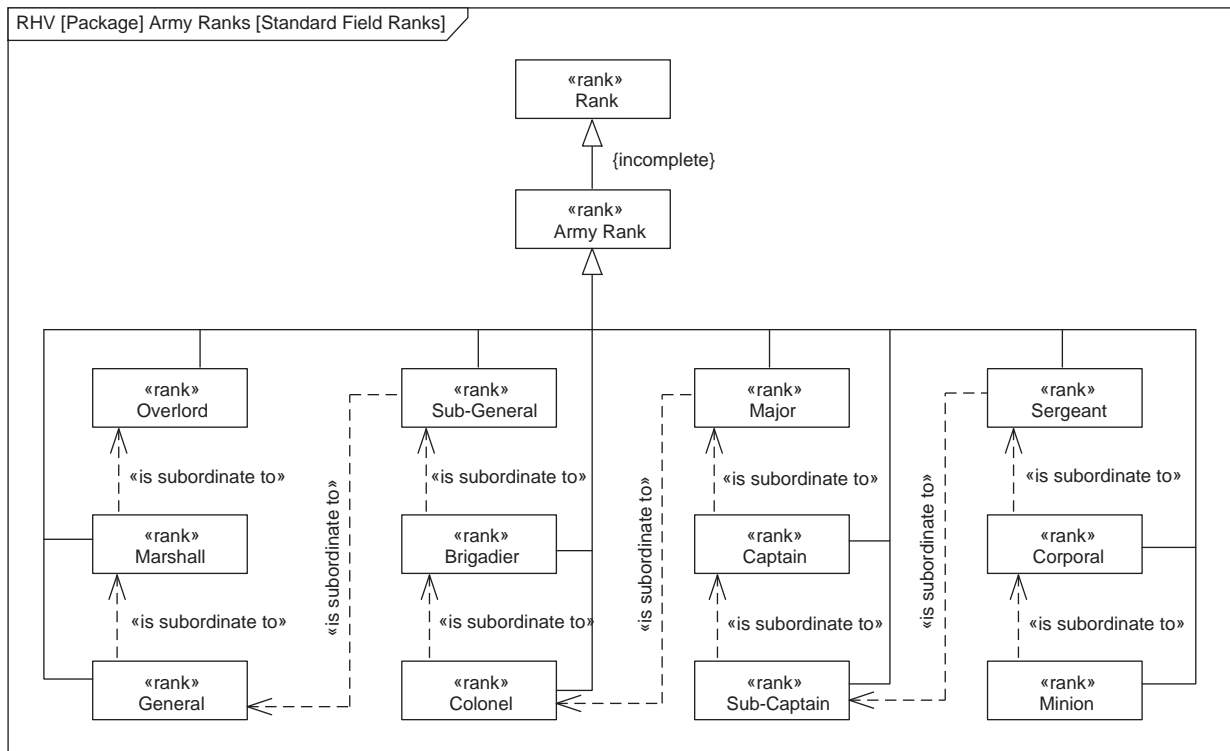 RHV [Package] Army Ranks [Standard Field Ranks]
«rank»
Rank
{incomplete}
«rank»
Army Rank
«rank»
Overlord
«rank»
Sub-General
«rank»
Major
«rank»
Sergeant
«is subordinate to»
«is subordinate to»
«is subordinate to»
«is subordinate to»
«is subordinate to»
«is subordinate to»
«is subordinate to»
«rank»
Marshall
«rank»
Brigadier
«rank»
Captain
«rank»
Corporal
«is subordinate to»
«is subordinate to»
«is subordinate to»
«is subordinate to»
«rank»
General
«rank»
Colonel
«rank»
Sub-Captain
«rank»
Minion